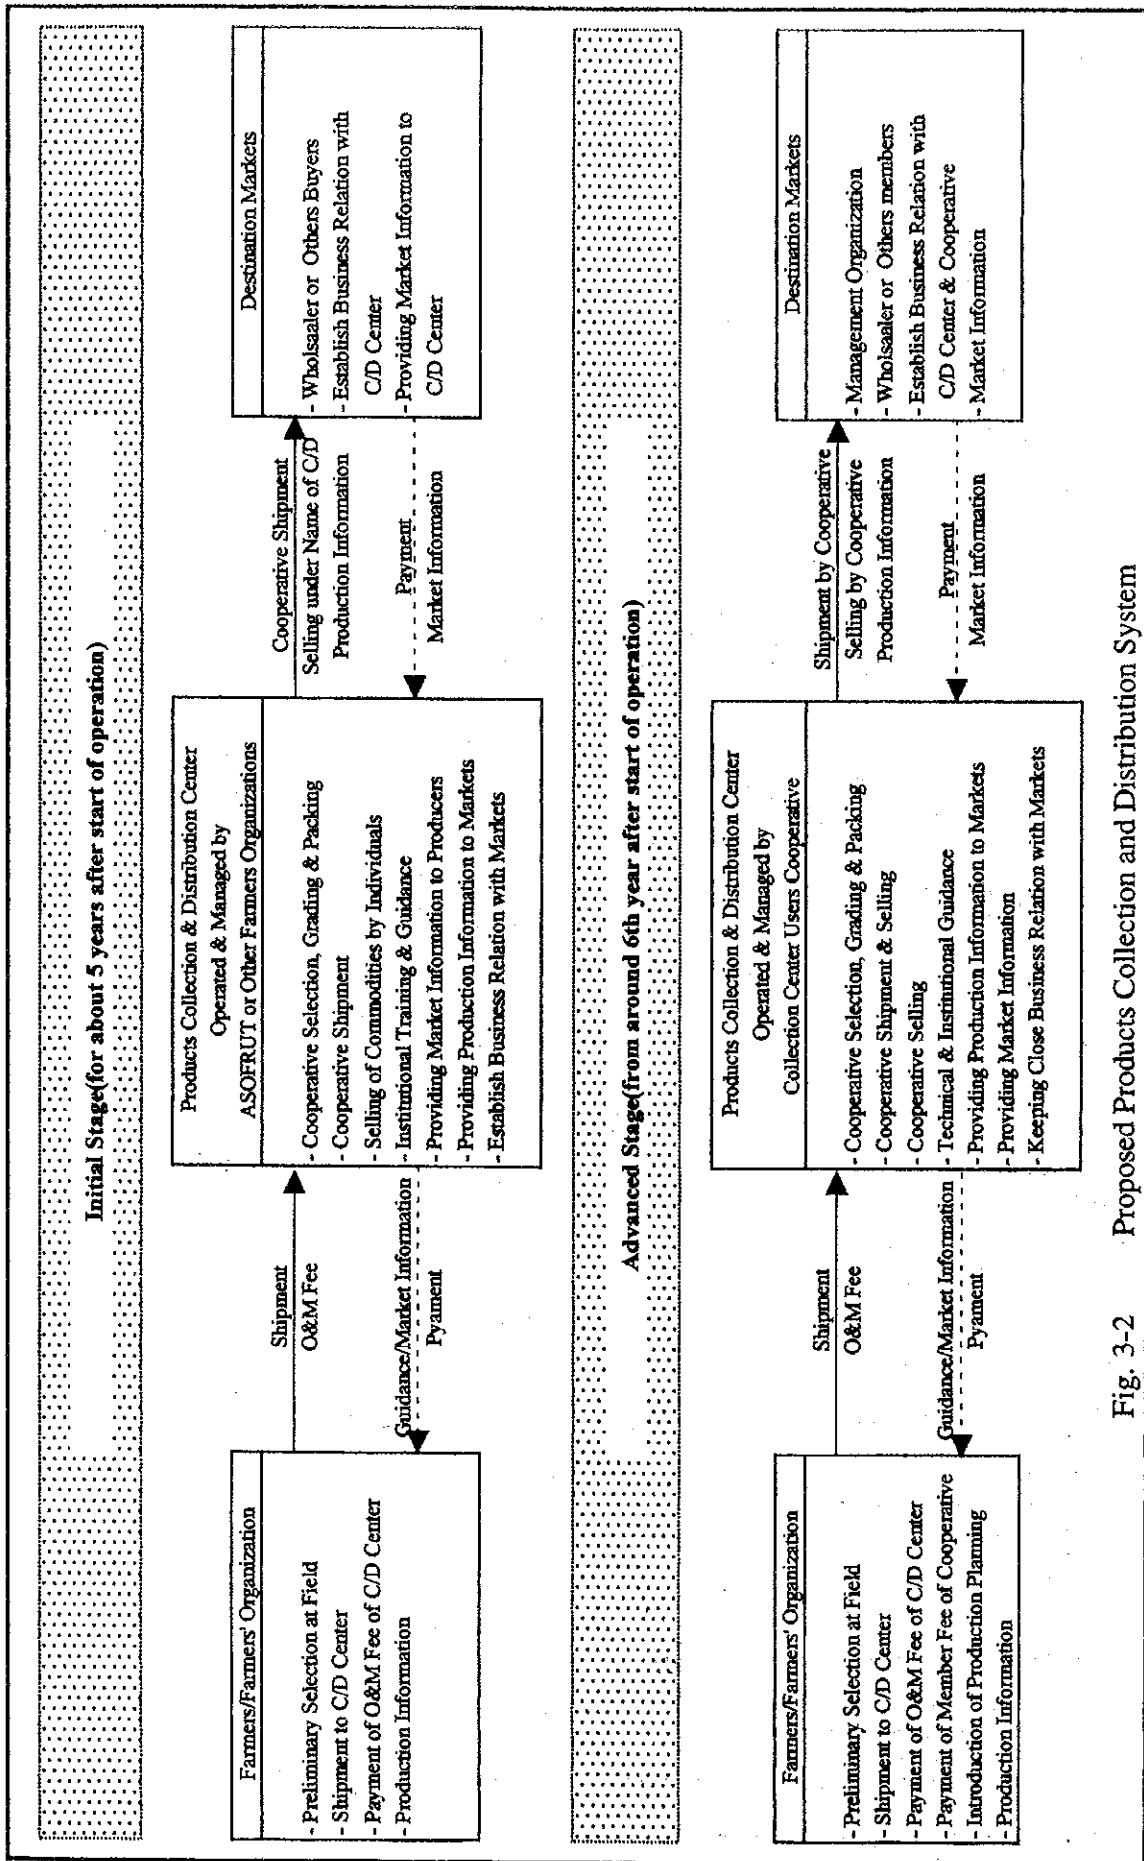 Initial Stage(for about 5 years after start of operation)
Farmers/Farmers' Organization
- Preliminary Selection at Field
- Shipment to C/D Center
- Payment of O&M Fee of C/D Center
- Production Information
Shipment
O&M Fee
Guidance/Market Information
Pyament
Products Collection & Distribution Center
Operated & Managed by
ASOFRUT or Other Farmers Organizations
- Cooperative Selection, Grading & Packing
- Cooperative Shipment
- Selling of Commodities by Individuals
- Institutional Training & Guidance
- Providing Market Information to Producers
- Providing Production Information to Markets
- Establish Business Relation with Markets
Cooperative Shipment
Selling under Name of C/D
Production Information
Payment
Market Information
Destination Markets
- Wholsaaler or Others Buyers
- Establish Business Relation with
C/D Center
- Providing Market Information to
C/D Center
Advanced Stage(from around 6th year after start of operation)
Farmers/Farmers' Organization
- Preliminary Selection at Field
- Shipment to C/D Center
- Payment of O&M Fee of C/D Center
- Payment of Member Fee of Cooperative
- Introduction of Production Planning
- Production Information
Shipment
O&M Fee
Guidance/Market Information
Pyament
Products Collection & Distribution Center
Operated & Managed by
Collection Center Users Cooperative
- Cooperative Selection, Grading & Packing
- Cooperative Shipment & Selling
- Cooperative Selling
- Technical & Institutional Guidance
- Providing Production Information to Markets
- Providing Market Information
- Keeping Close Business Relation with Markets
Shipment by Cooperative
Selling by Cooperative
Production Information
Payment
Market Information
Destination Markets
- Management Organization
- Wholsaaler or Others members
- Establish Business Relation with
C/D Center & Cooperative
- Market Information
Fig. 3-2 Proposed Products Collection and Distribution System